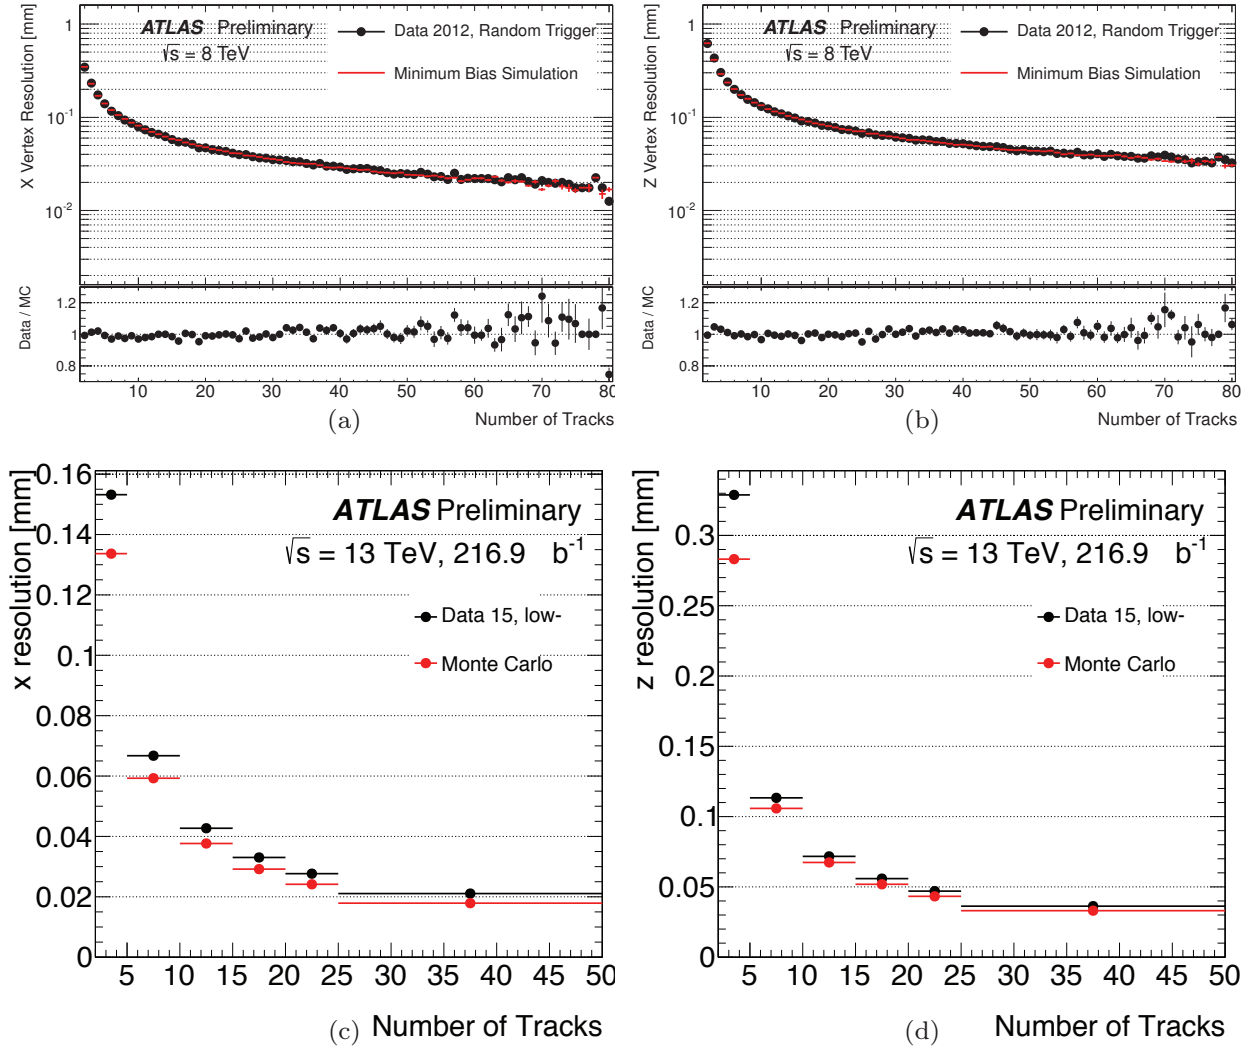 ATLAS Preliminary
√s = 8 TeV
Data 2012, Random Trigger
Minimum Bias Simulation
X Vertex Resolution [mm]
1
10⁻¹
10⁻²
Data / MC
1.2
1
0.8
10 20 30 40 50 60 70 80
Number of Tracks
(a)
ATLAS Preliminary
√s = 8 TeV
Data 2012, Random Trigger
Minimum Bias Simulation
Z Vertex Resolution [mm]
1
10⁻¹
10⁻²
Data / MC
1.2
1
0.8
10 20 30 40 50 60 70 80
Number of Tracks
(b)
x resolution [mm]
0.16
0.14
0.12
0.1
0.08
0.06
0.04
0.02
0
ATLAS Preliminary
√s = 13 TeV, 216.9 b⁻¹
Data 15, low-
Monte Carlo
5 10 15 20 25 30 35 40 45 50
Number of Tracks
(c)
z resolution [mm]
0.3
0.25
0.2
0.15
0.1
0.05
0
ATLAS Preliminary
√s = 13 TeV, 216.9 b⁻¹
Data 15, low-
Monte Carlo
5 10 15 20 25 30 35 40 45 50
Number of Tracks
(d)